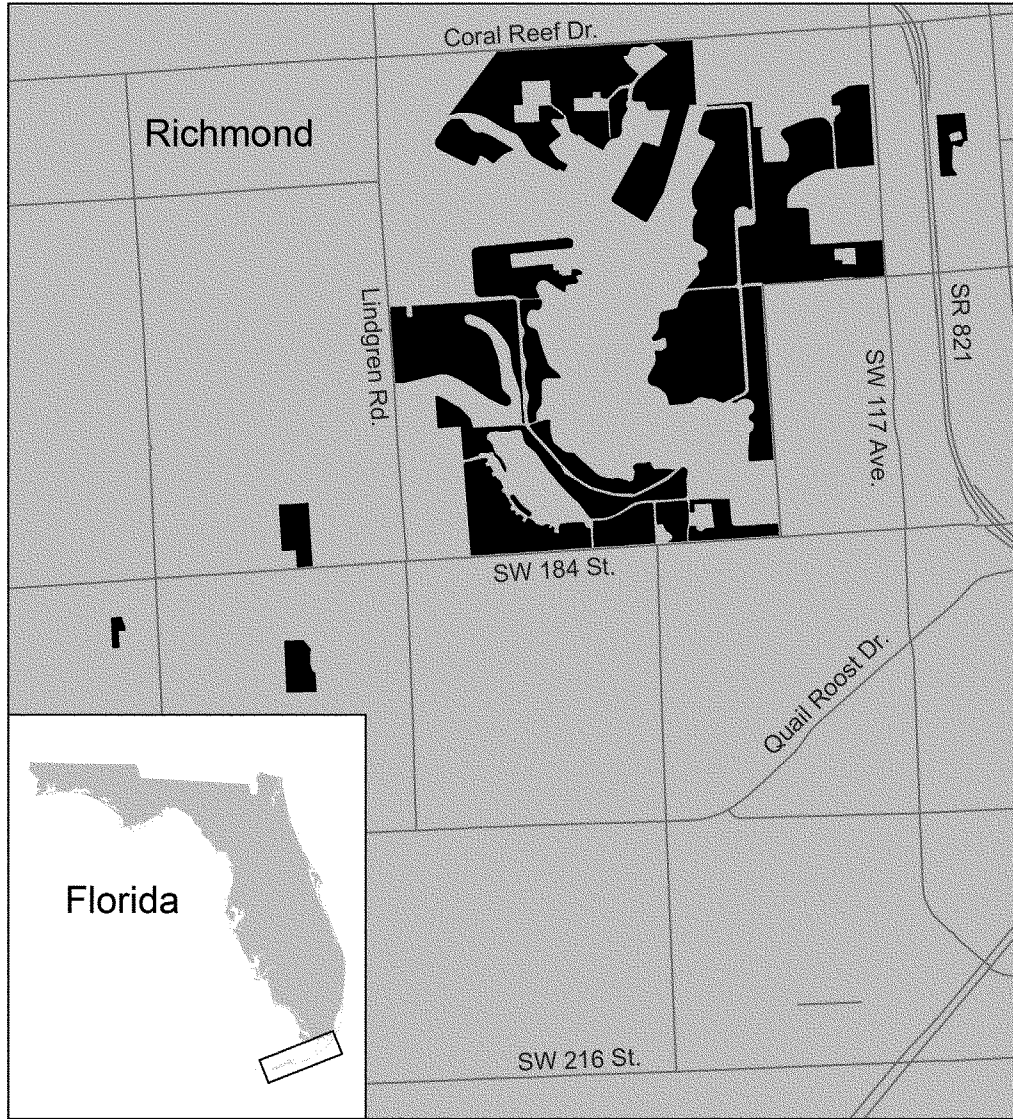 Coral Reef Dr.
Richmond
Lindgren Rd.
SR 821
SW 117 Ave.
SW 184 St.
Quail Roost Dr.
Florida
SW 216 St.